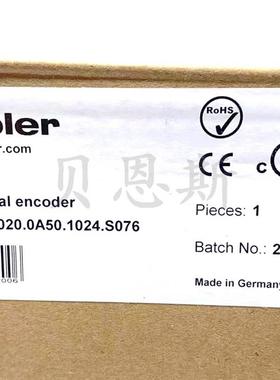 bler
r.com
RoHS
CE
c
al encoder
020.0A50.1024.S076
Pieces: 1
Batch No.: 2
Made in Germany
006
贝恩斯